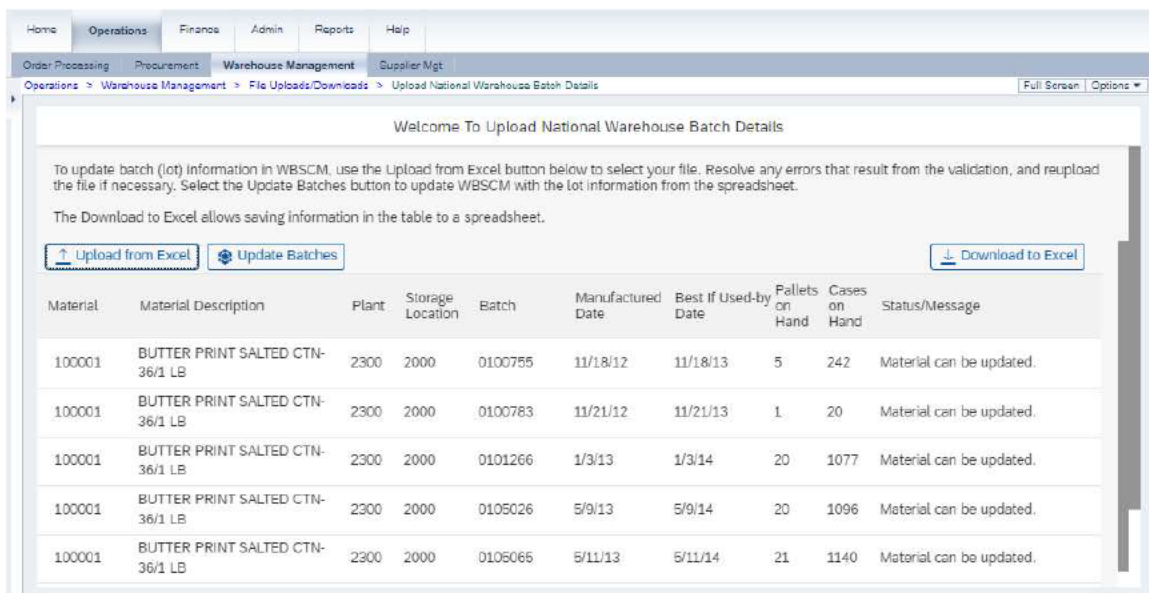 Home Operations Finance Admin Reports Help
Order Processing Procurement Warehouse Management Supplier Mgt
Operations > Warehouse Management > File Uploads/Downloads > Upload National Warehouse Batch Details Full Screen Options
Welcome To Upload National Warehouse Batch Details
To update batch (lot) information in WBSCM, use the Upload from Excel button below to select your file. Resolve any errors that result from the validation, and reupload
the file if necessary. Select the Update Batches button to update WBSCM with the lot information from the spreadsheet.
The Download to Excel allows saving information in the table to a spreadsheet.
Upload from Excel Update Batches Download to Excel
Material Material Description Plant Storage Location Batch Manufactured Date Best If Used-by Date Pallets on Hand Cases on Hand Status/Message
100001 BUTTER PRINT SALTED CTN-36/1 LB 2300 2000 0100755 11/18/12 11/18/13 5 242 Material can be updated.
100001 BUTTER PRINT SALTED CTN-36/1 LB 2300 2000 0100783 11/21/12 11/21/13 1 20 Material can be updated.
100001 BUTTER PRINT SALTED CTN-36/1 LB 2300 2000 0101266 1/3/13 1/3/14 20 1077 Material can be updated.
100001 BUTTER PRINT SALTED CTN-36/1 LB 2300 2000 0105026 5/9/13 5/9/14 20 1096 Material can be updated.
100001 BUTTER PRINT SALTED CTN-36/1 LB 2300 2000 0105065 5/11/13 5/11/14 21 1140 Material can be updated.